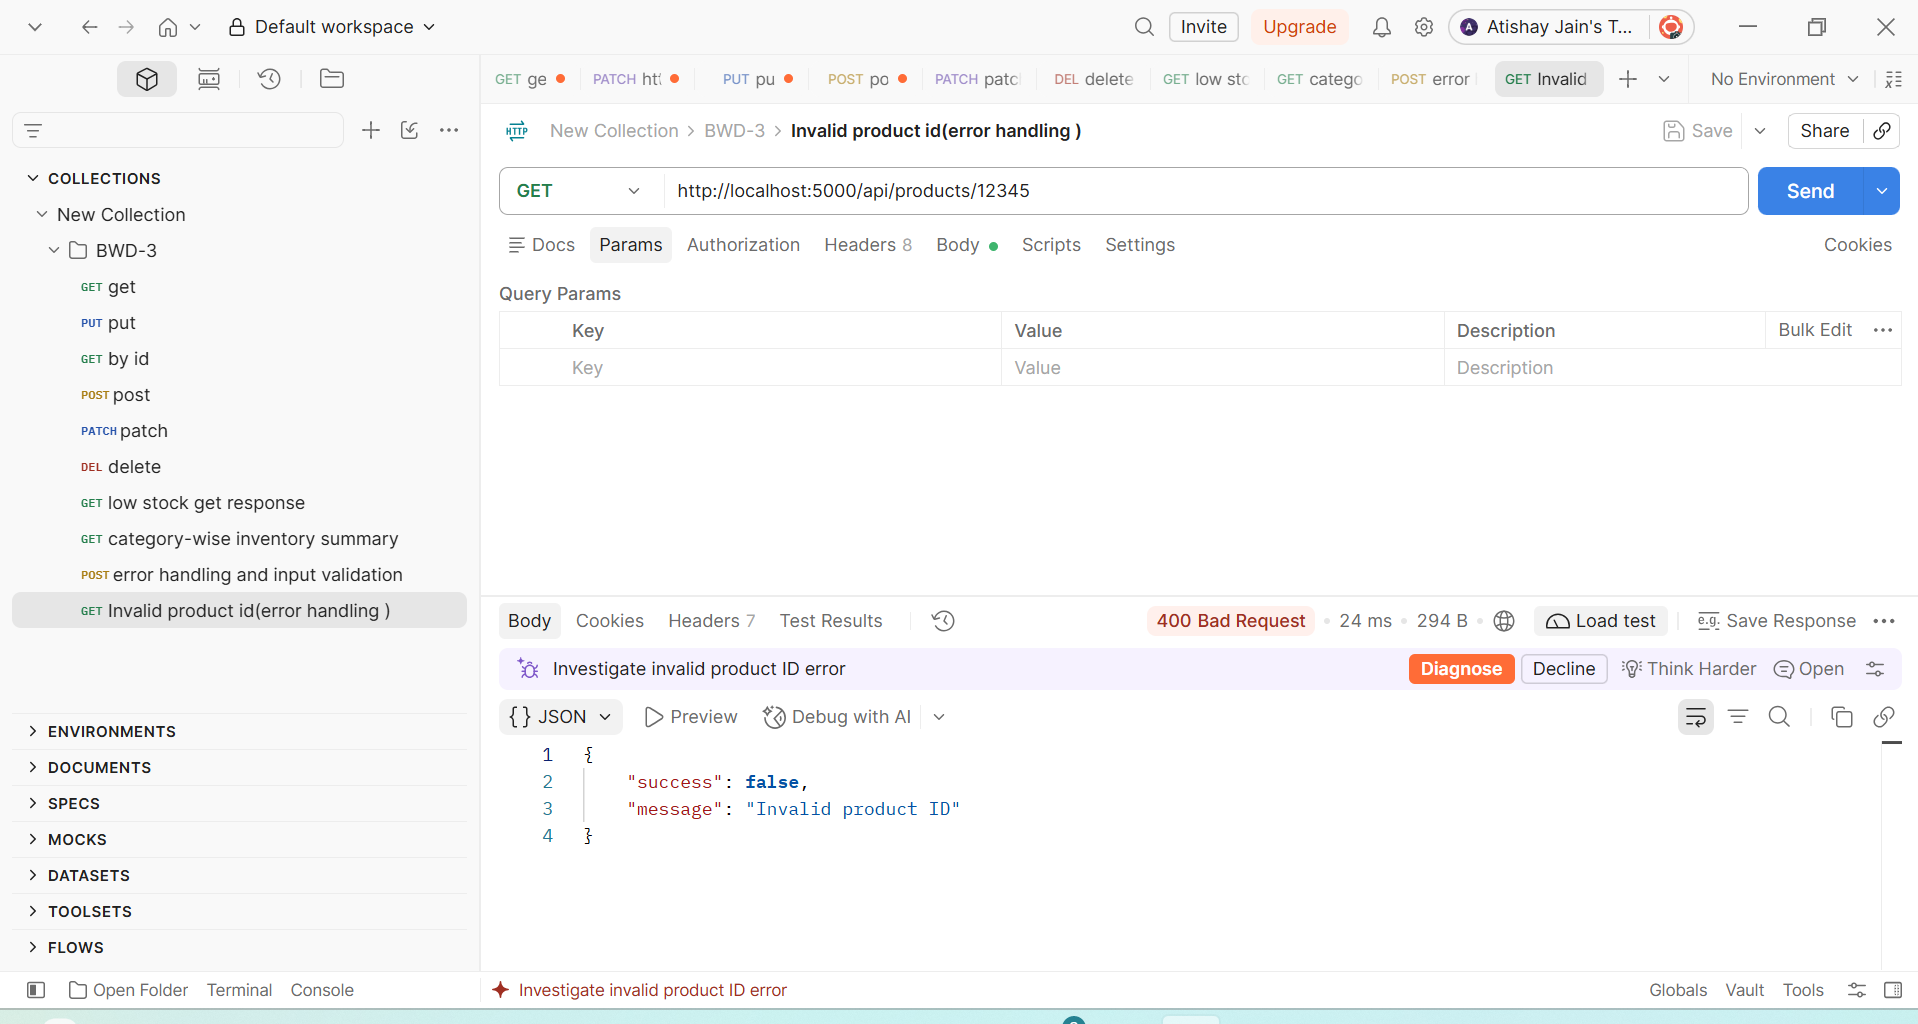 Default workspace
Invite
Upgrade
A
Atishay Jain's T...
GET ge
PATCH
PUT pu
POST po
PATCH patc
DEL delete
GET low sto
GET catego
POST error
GET Invalid
No Environment
HTTP
New Collection > BWD-3 > Invalid product id(error handling )
Save
Share
COLLECTIONS
New Collection
BWD-3
GET get
PUT put
GET by id
POST post
PATCH patch
DEL delete
GET low stock get response
GET category-wise inventory summary
POST error handling and input validation
GET Invalid product id(error handling )
ENVIRONMENTS
DOCUMENTS
SPECS
MOCKS
DATASETS
TOOLSETS
FLOWS
GET
http://localhost:5000/api/products/12345
Send
Docs
Params
Authorization
Headers 8
Body
Scripts
Settings
Cookies
Query Params
Key
Value
Description
Bulk Edit
Key
Value
Description
Body
Cookies
Headers 7
Test Results
400 Bad Request
24 ms
294 B
Load test
e.g. Save Response
Investigate invalid product ID error
Diagnose
Decline
Think Harder
Open
{} JSON
Preview
Debug with AI
1 {
2 "success": false,
3 "message": "Invalid product ID"
4 }
Open Folder
Terminal
Console
Investigate invalid product ID error
Globals
Vault
Tools